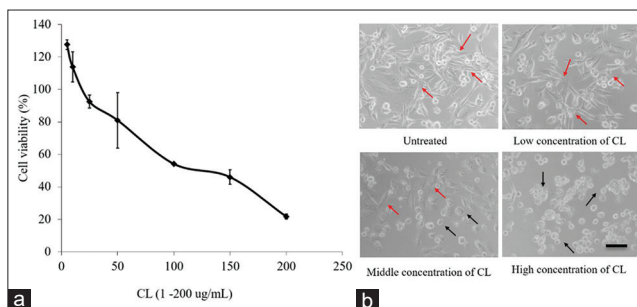 140
120
100
80
60
40
20
0
Cell viability (%)
0
50
100
150
200
250
CL (1 -200 ug/mL)
a
Untreated
Low concentration of CL
Middle concentration of CL
High concentration of CL
b